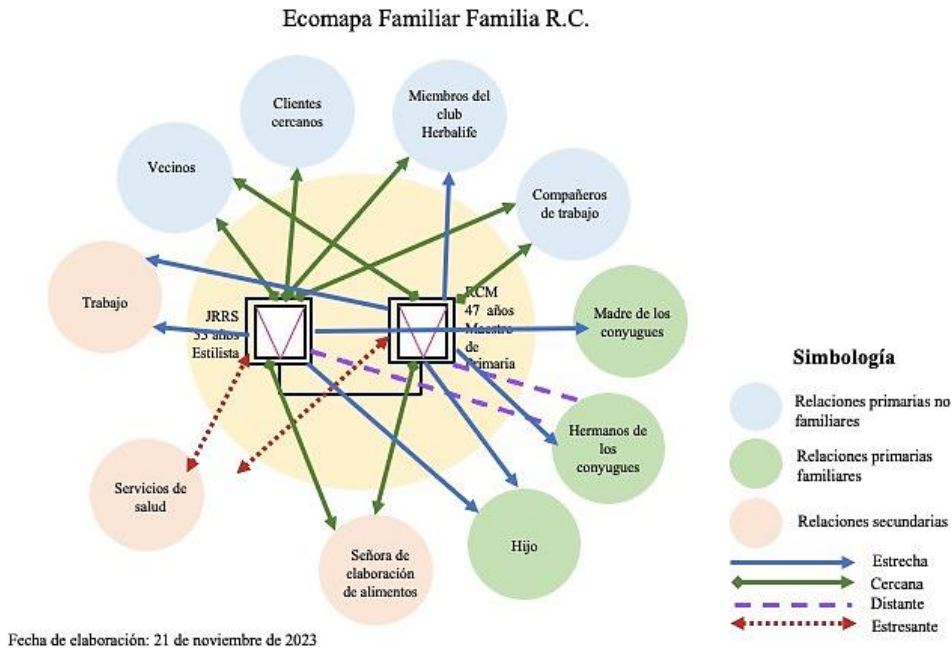 Ecomapa Familiar Familia R.C.
Clientes
cercanos
Miembros del
club
Herbalife
Vecinos
Compañeros
de trabajo
Trabajo
JRRS
53 años
Estilista
RCM
47 años
Maestro
de
Primaria
Madre de los
conyugues
Hermanos de
los
conyugues
Servicios de
salud
Señora de
elaboración
de alimentos
Hijo
Simbología
Relaciones primarias no
familiares
Relaciones primarias
familiares
Relaciones secundarias
Estrecha
Cercana
Distante
Estresante
Fecha de elaboración: 21 de noviembre de 2023